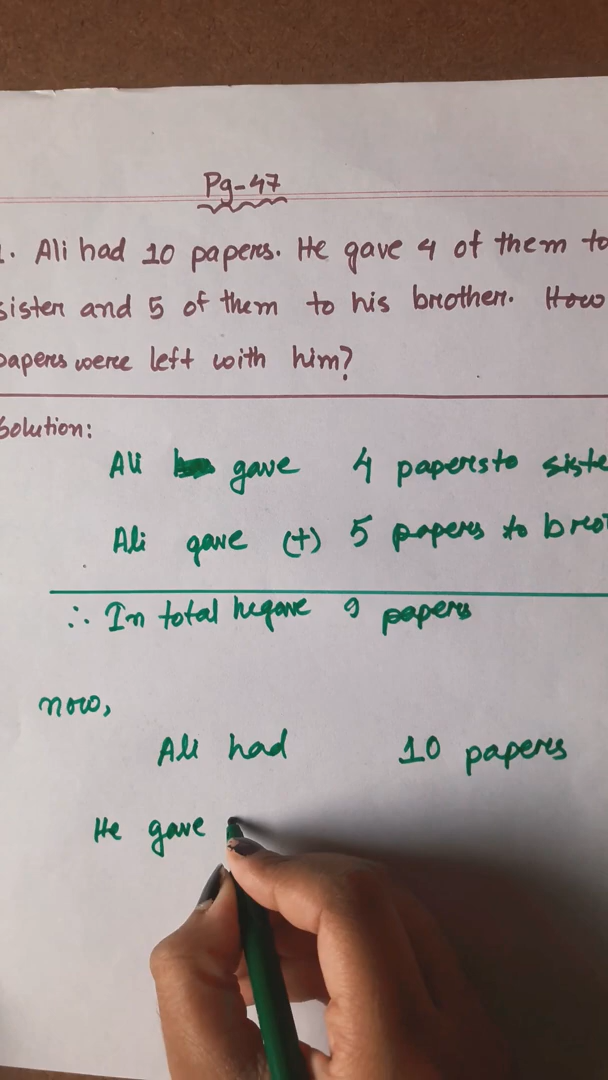 Pg-47
1. Ali had 10 papers. He gave 4 of them to
sister and 5 of them to his brother. How
papers were left with him?
Solution:
Ali gave 4 papers to siste
Ali gave (+) 5 papers to brot
∴ In total he gave 9 papers
now,
Ali had 10 papers
He gave